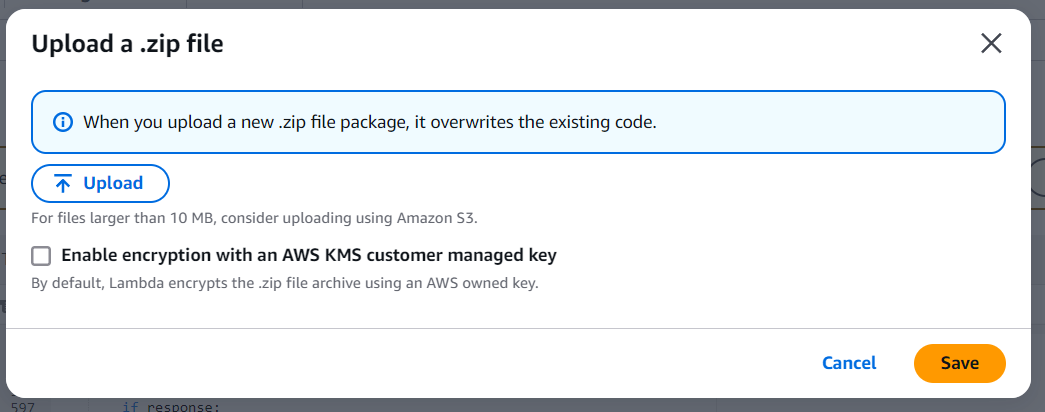 Upload a .zip file
When you upload a new .zip file package, it overwrites the existing code.
Upload
For files larger than 10 MB, consider uploading using Amazon S3.
Enable encryption with an AWS KMS customer managed key
By default, Lambda encrypts the .zip file archive using an AWS owned key.
Cancel
Save
597 if response: